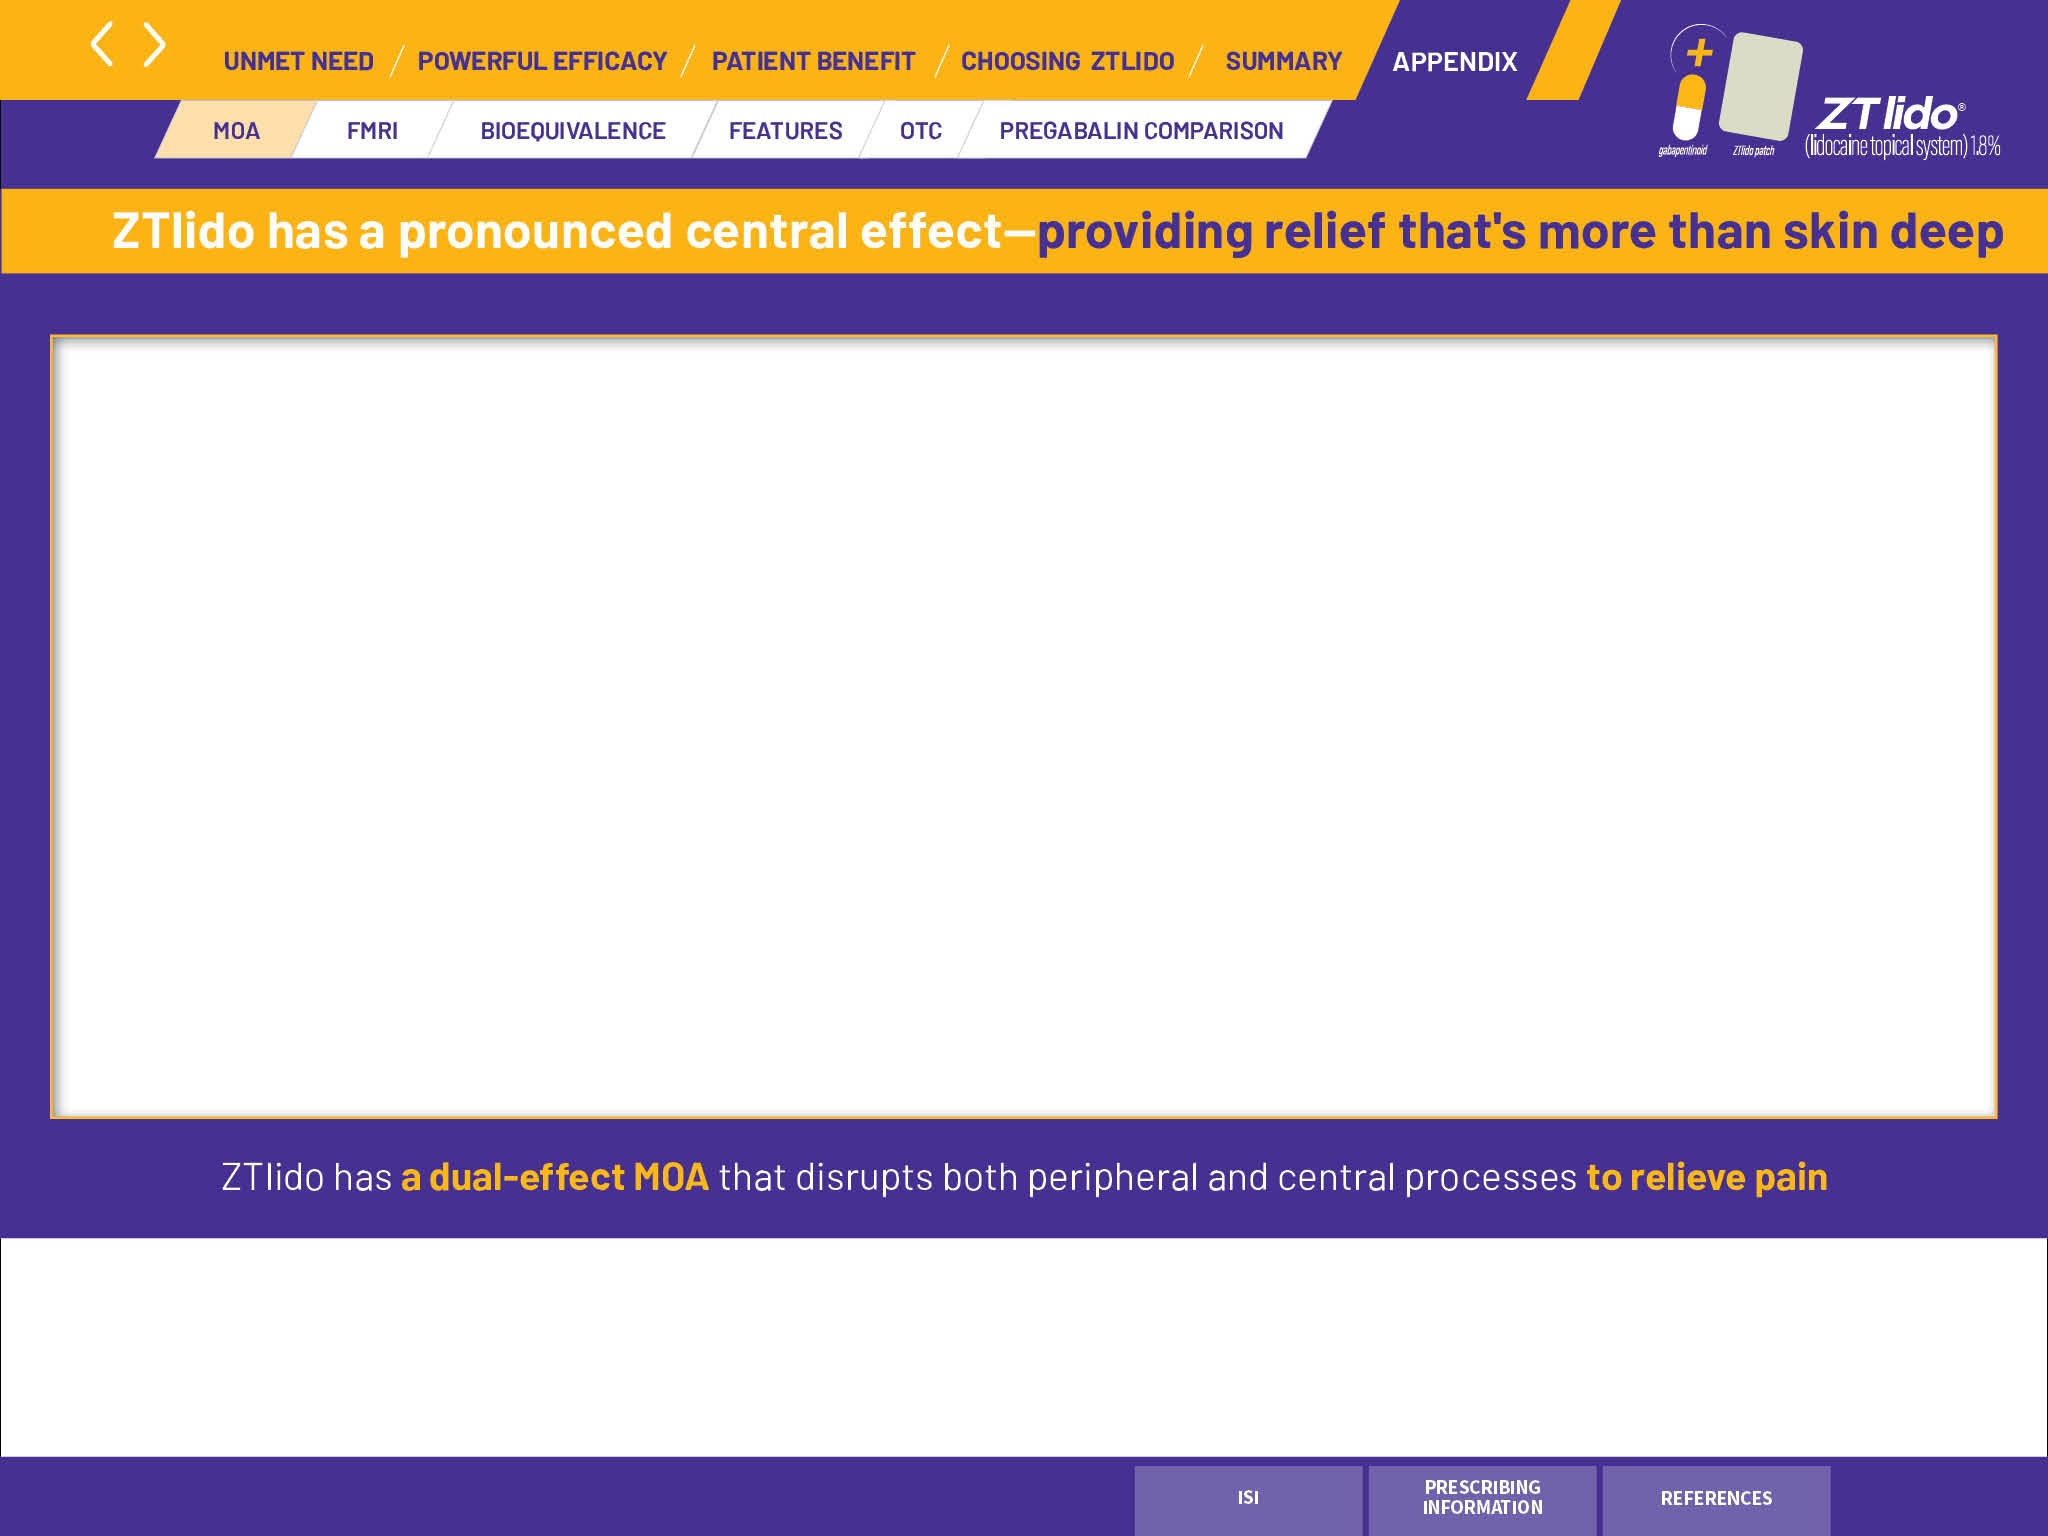 UNMET NEED / POWERFUL EFFICACY / PATIENT BENEFIT / CHOOSING ZTLIDO / SUMMARY APPENDIX
MOA FMRI BIOEQUIVALENCE FEATURES OTC PREGABALIN COMPARISON
gabapentinoid ZTlido patch
ZTlido®
(lidocaine topical system) 1.8%
ZTlido has a pronounced central effect—providing relief that's more than skin deep
ZTlido has a dual-effect MOA that disrupts both peripheral and central processes to relieve pain
ISI
PRESCRIBING
INFORMATION
REFERENCES